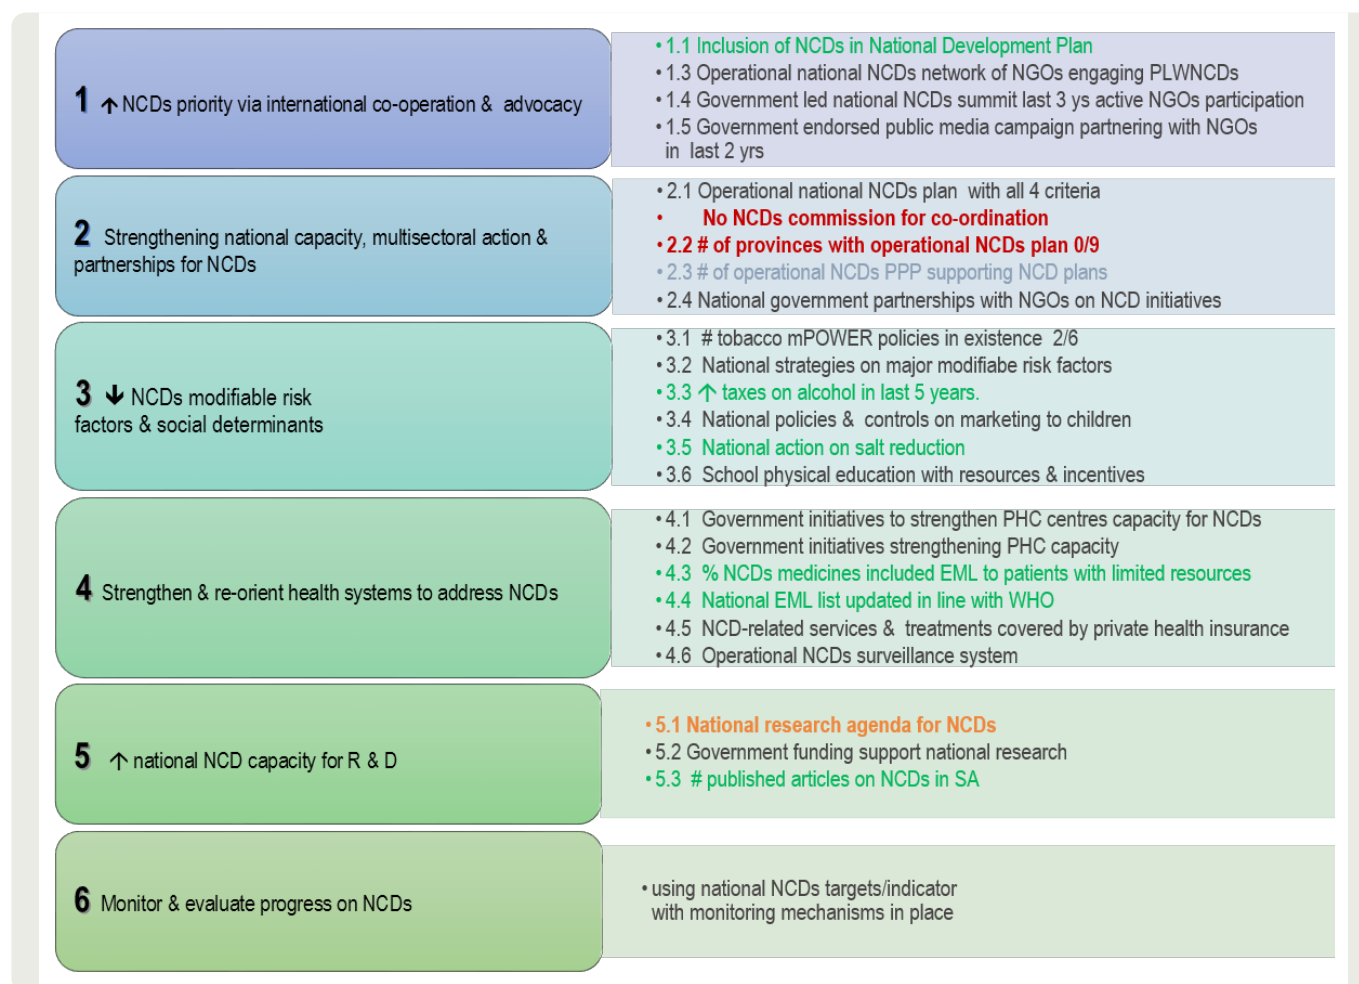 1 ↑ NCDs priority via international co-operation & advocacy
• 1.1 Inclusion of NCDs in National Development Plan
• 1.3 Operational national NCDs network of NGOs engaging PLWNCDs
• 1.4 Government led national NCDs summit last 3 ys active NGOs participation
• 1.5 Government endorsed public media campaign partnering with NGOs
in last 2 yrs
2 Strengthening national capacity, multisectoral action &
partnerships for NCDs
• 2.1 Operational national NCDs plan with all 4 criteria
• No NCDs commission for co-ordination
• 2.2 # of provinces with operational NCDs plan 0/9
• 2.3 # of operational NCDs PPP supporting NCD plans
• 2.4 National government partnerships with NGOs on NCD initiatives
3 ↓ NCDs modifiable risk
factors & social determinants
• 3.1 # tobacco mPOWER policies in existence 2/6
• 3.2 National strategies on major modifiabe risk factors
• 3.3 ↑ taxes on alcohol in last 5 years.
• 3.4 National policies & controls on marketing to children
• 3.5 National action on salt reduction
• 3.6 School physical education with resources & incentives
4 Strengthen & re-orient health systems to address NCDs
• 4.1 Government initiatives to strengthen PHC centres capacity for NCDs
• 4.2 Government initiatives strengthening PHC capacity
• 4.3 % NCDs medicines included EML to patients with limited resources
• 4.4 National EML list updated in line with WHO
• 4.5 NCD-related services & treatments covered by private health insurance
• 4.6 Operational NCDs surveillance system
5 ↑ national NCD capacity for R & D
• 5.1 National research agenda for NCDs
• 5.2 Government funding support national research
• 5.3 # published articles on NCDs in SA
6 Monitor & evaluate progress on NCDs
• using national NCDs targets/indicator
with monitoring mechanisms in place